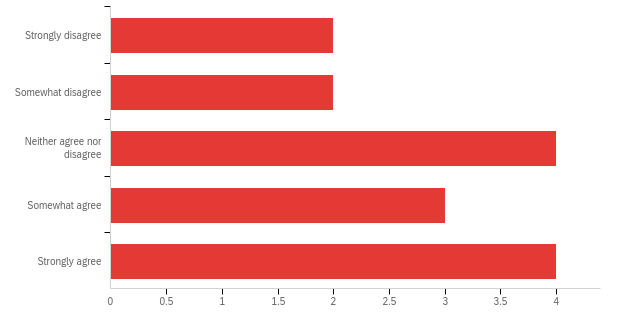 Strongly disagree
Somewhat disagree
Neither agree nor
disagree
Somewhat agree
Strongly agree
0 0.5 1 1.5 2 2.5 3 3.5 4